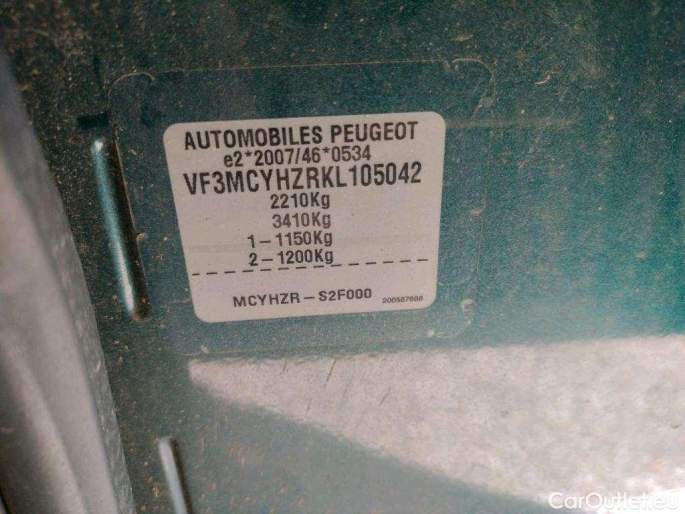 AUTOMOBILES PEUGEOT
e2*2007/46*0534
VF3MCYHZRKL105042
2210Kg
3410Kg
1-1150Kg
2-1200Kg
MCYHZR-S2F000
CarOutlet.eu